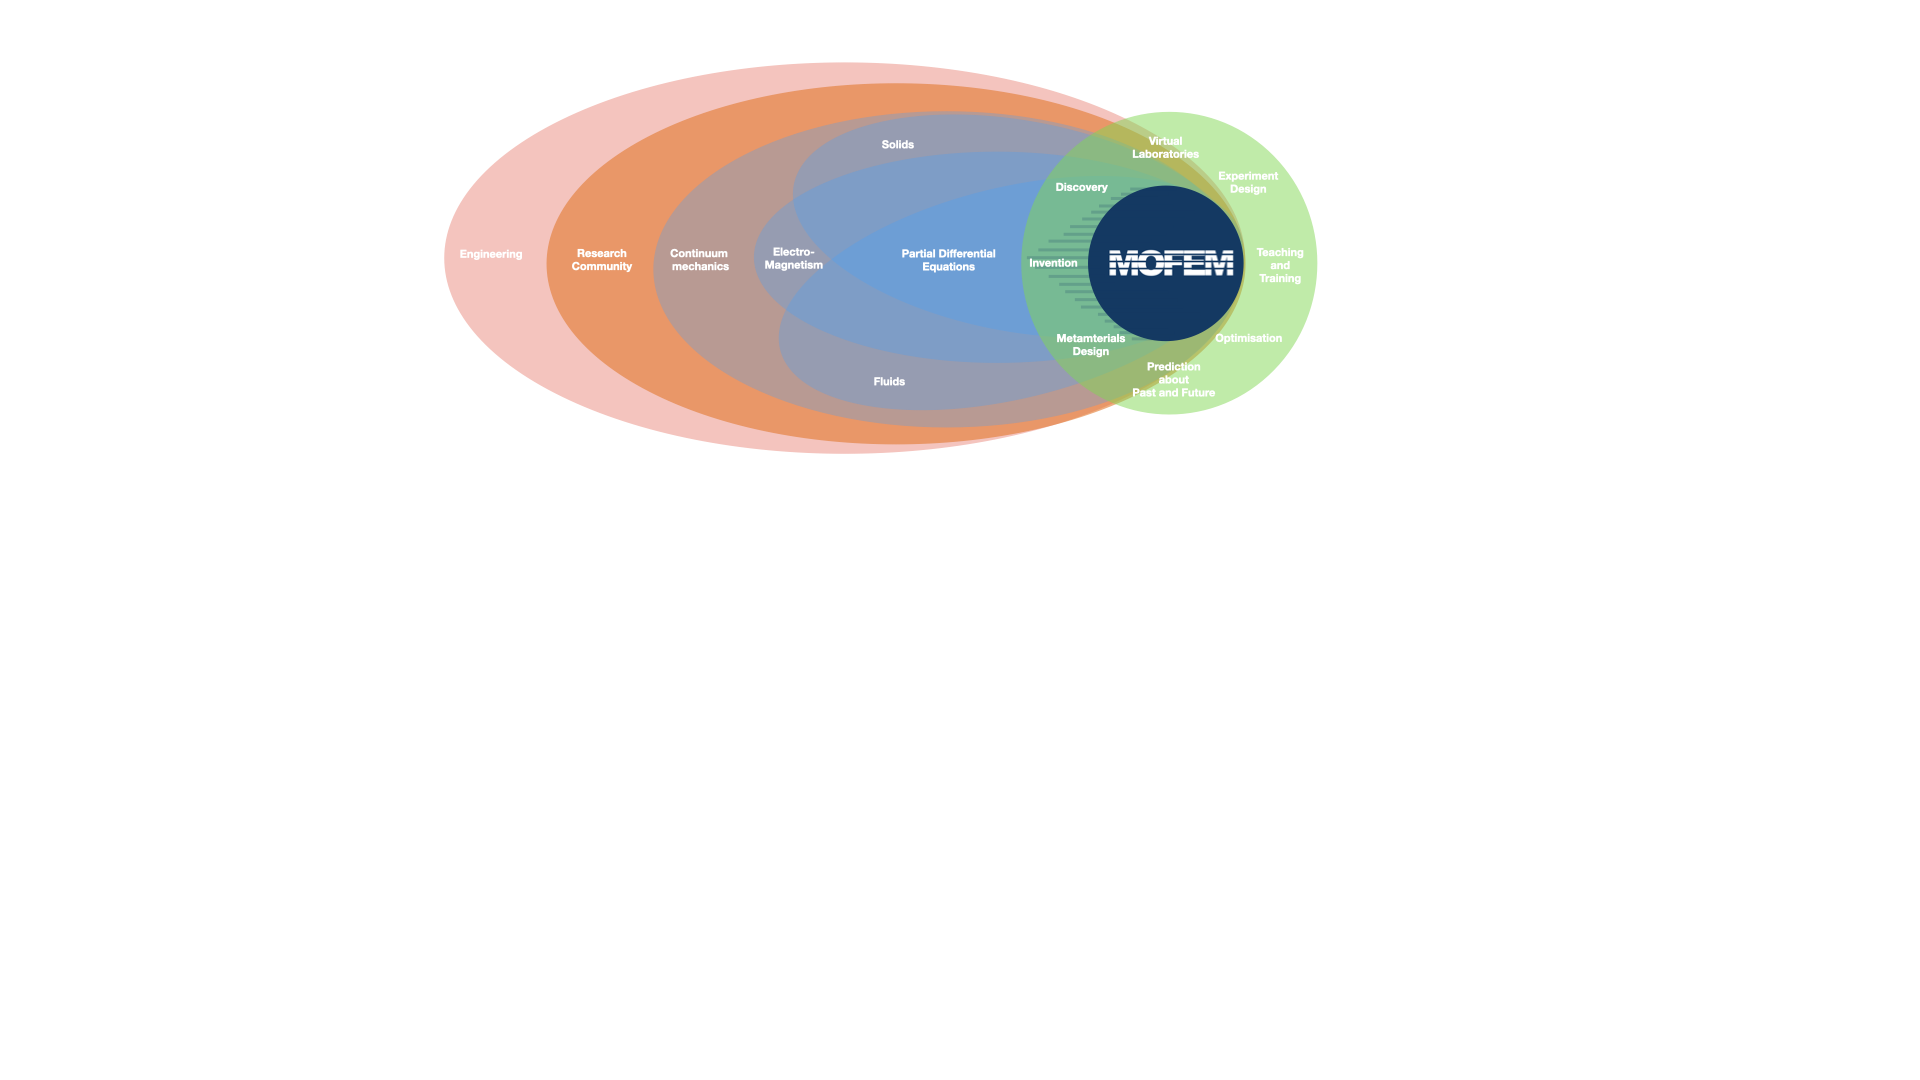 Engineering
Research
Community
Continuum
mechanics
Electro-
Magnetism
Solids
Partial Differential
Equations
Fluids
Discovery
Invention
Metamterials
Design
MOFEM
Virtual
Laboratories
Experiment
Design
Teaching
and
Training
Optimisation
Prediction
about
Past and Future